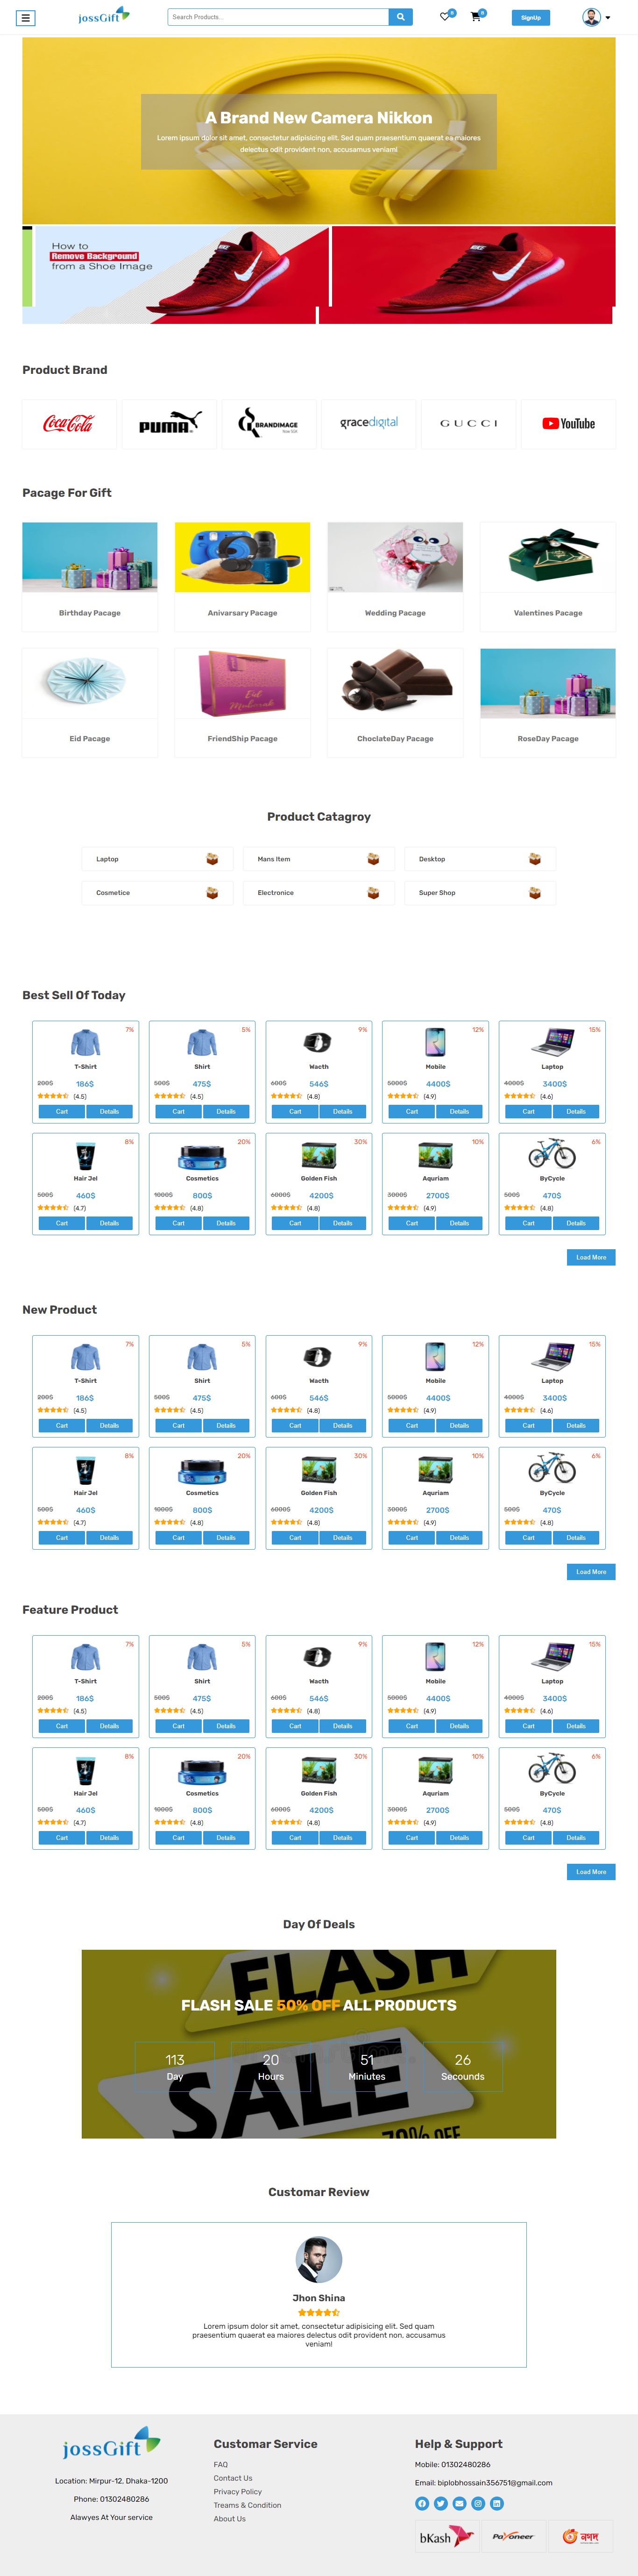 jossGift
Search Products...
0
0
SignUp
A Brand New Camera Nikkon
Lorem ipsum dolor sit amet, consectetur adipisicing elit. Sed quam praesentium quaerat ea maiores
delectus odit provident non, accusamus veniam!
How to
Remove Background
from a Shoe Image
Product Brand
Coca-Cola
PUMA
BRANDIMAGE
gracedigital
GUCCI
YouTube
Pacage For Gift
Birthday Pacage
Anivarsary Pacage
Wedding Pacage
Valentines Pacage
Eid Mubarak
Eid Pacage
FriendShip Pacage
ChoclateDay Pacage
RoseDay Pacage
Product Catagroy
Laptop
Mans Item
Desktop
Cosmetice
Electronice
Super Shop
Best Sell Of Today
7%
T-Shirt
200$ 186$
(4.5)
Cart Details
5%
Shirt
500$ 475$
(4.5)
Cart Details
9%
Wacth
600$ 546$
(4.8)
Cart Details
12%
Mobile
5000$ 4400$
(4.9)
Cart Details
15%
Laptop
4000$ 3400$
(4.6)
Cart Details
8%
Hair Jel
500$ 460$
(4.7)
Cart Details
20%
Cosmetics
1000$ 800$
(4.8)
Cart Details
30%
Golden Fish
6000$ 4200$
(4.8)
Cart Details
10%
Aquriam
3000$ 2700$
(4.9)
Cart Details
6%
ByCycle
500$ 470$
(4.8)
Cart Details
Load More
New Product
7%
T-Shirt
200$ 186$
(4.5)
Cart Details
5%
Shirt
500$ 475$
(4.5)
Cart Details
9%
Wacth
600$ 546$
(4.8)
Cart Details
12%
Mobile
5000$ 4400$
(4.9)
Cart Details
15%
Laptop
4000$ 3400$
(4.6)
Cart Details
8%
Hair Jel
500$ 460$
(4.7)
Cart Details
20%
Cosmetics
1000$ 800$
(4.8)
Cart Details
30%
Golden Fish
6000$ 4200$
(4.8)
Cart Details
10%
Aquriam
3000$ 2700$
(4.9)
Cart Details
6%
ByCycle
500$ 470$
(4.8)
Cart Details
Load More
Feature Product
7%
T-Shirt
200$ 186$
(4.5)
Cart Details
5%
Shirt
500$ 475$
(4.5)
Cart Details
9%
Wacth
600$ 546$
(4.8)
Cart Details
12%
Mobile
5000$ 4400$
(4.9)
Cart Details
15%
Laptop
4000$ 3400$
(4.6)
Cart Details
8%
Hair Jel
500$ 460$
(4.7)
Cart Details
20%
Cosmetics
1000$ 800$
(4.8)
Cart Details
30%
Golden Fish
6000$ 4200$
(4.8)
Cart Details
10%
Aquriam
3000$ 2700$
(4.9)
Cart Details
6%
ByCycle
500$ 470$
(4.8)
Cart Details
Load More
Day Of Deals
FLASH
FLASH SALE 50% OFF ALL PRODUCTS
113 20 51 26
Day Hours Miniutes Secounds
SALE
70% OFF
Customar Review
Jhon Shina
Lorem ipsum dolor sit amet, consectetur adipisicing elit. Sed quam
praesentium quaerat ea maiores delectus odit provident non, accusamus
veniam!
jossGift
Location: Mirpur-12, Dhaka-1200
Phone: 01302480286
Alawyes At Your service
Customar Service
FAQ
Contact Us
Privacy Policy
Treams & Condition
About Us
Help & Support
Mobile: 01302480286
Email: biplobhossain356751@gmail.com
bKash
Payoneer
নগদ